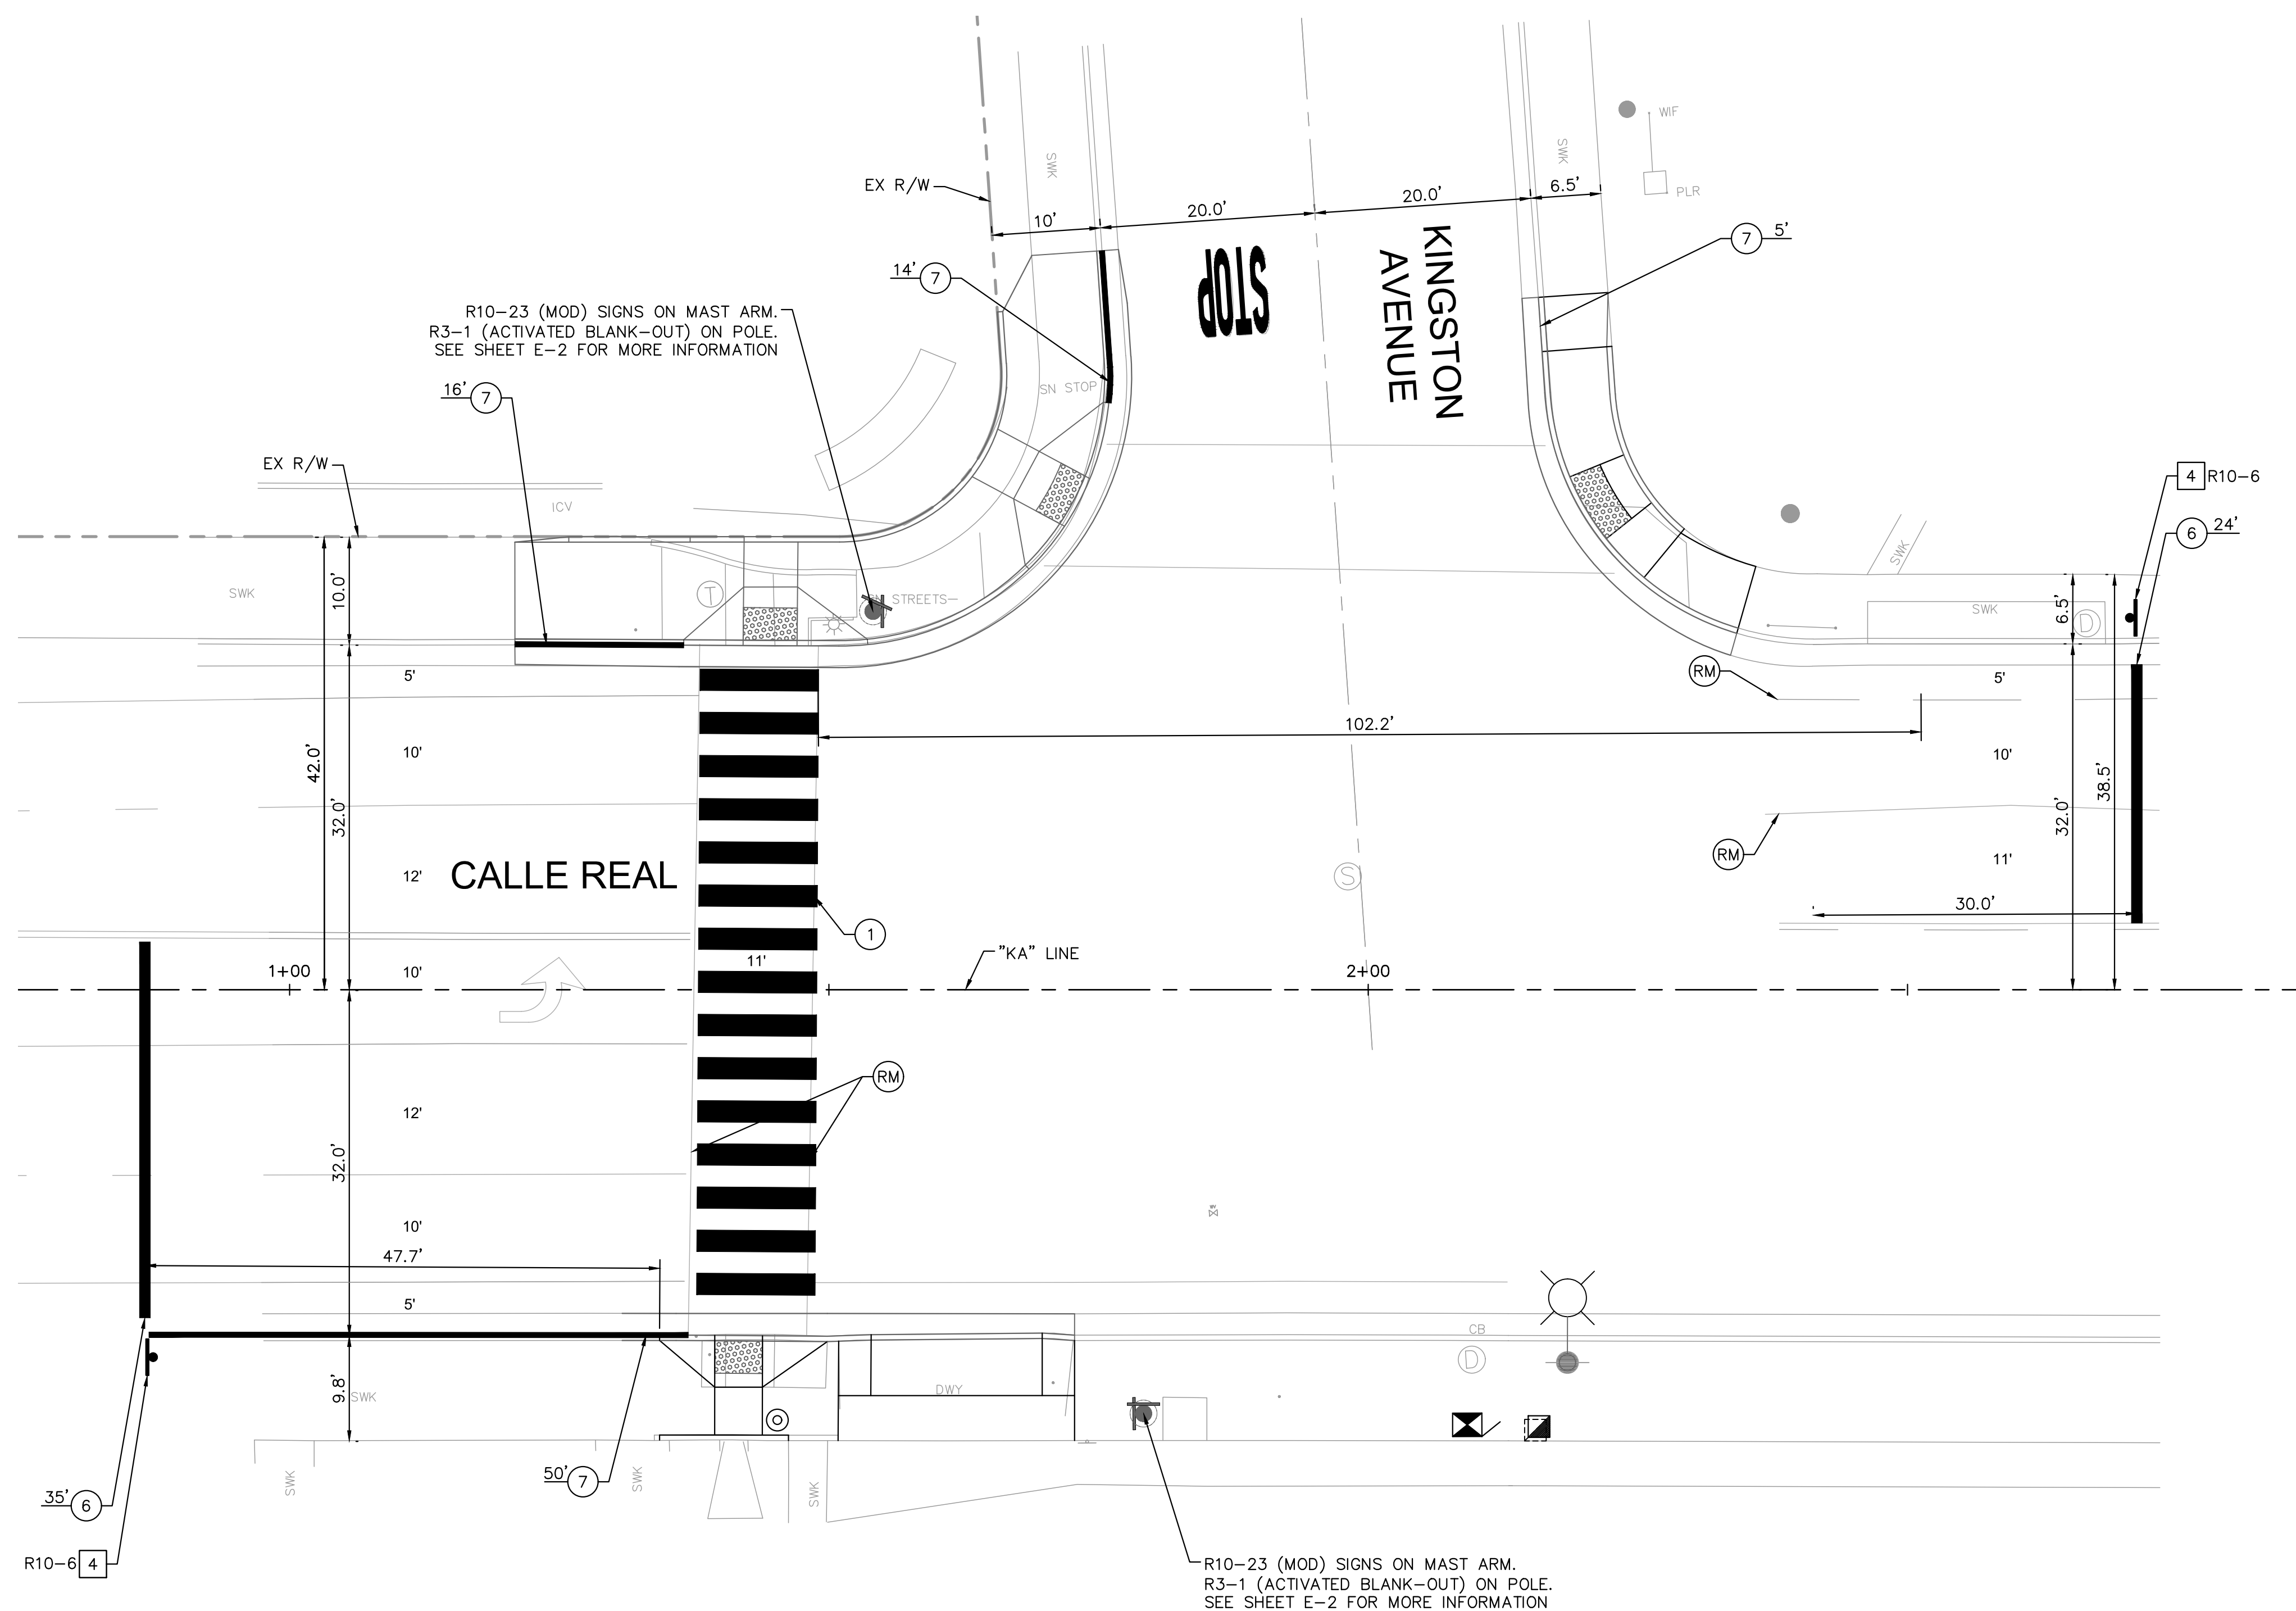 EX R/W
SWK
SWK
WIF
PLR
10'
20.0'
20.0'
6.5'
STOP
KINGSTON
AVENUE
7 5'
14' 7
R10-23 (MOD) SIGNS ON MAST ARM.
R3-1 (ACTIVATED BLANK-OUT) ON POLE.
SEE SHEET E-2 FOR MORE INFORMATION
16' 7
SN STOP
EX R/W
ICV
4 R10-6
6 24'
SWK
SWK
T
STREETS-
10.0'
SWK
D
6.5'
RM
5'
5'
102.2'
42.0'
10'
10'
38.5'
32.0'
32.0'
RM
11'
12'
CALLE REAL
S
1
30.0'
11'
"KA" LINE
1+00
10'
2+00
RM
12'
32.0'
10'
47.7'
5'
CB
D
9.8'
SWK
DWY
SWK
SWK
SWK
50' 7
35' 6
R10-6 4
R10-23 (MOD) SIGNS ON MAST ARM.
R3-1 (ACTIVATED BLANK-OUT) ON POLE.
SEE SHEET E-2 FOR MORE INFORMATION